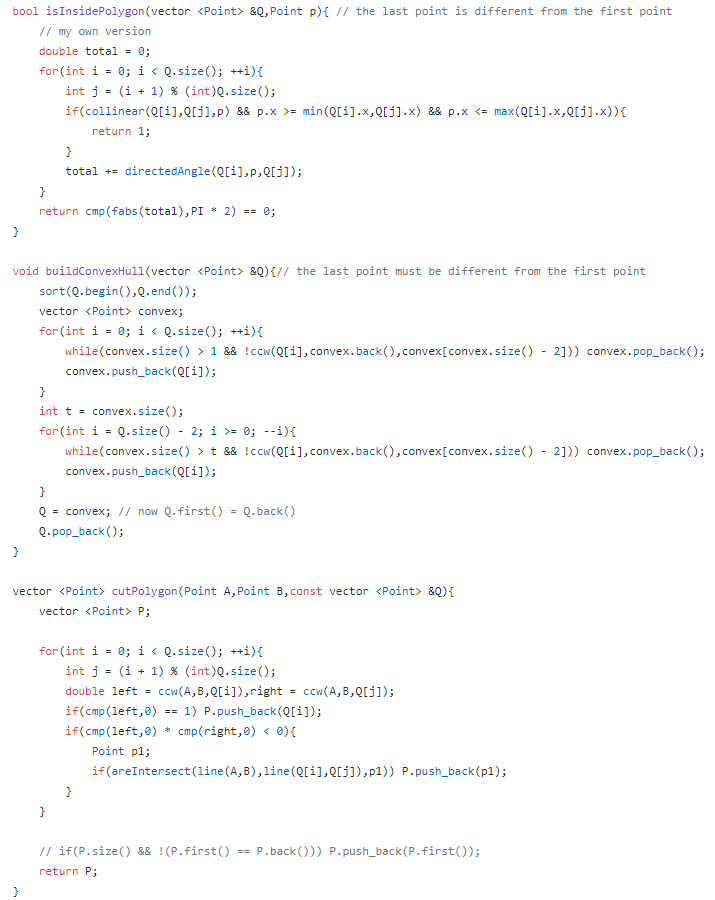 bool isInsidePolygon(vector <Point> &Q,Point p){ // the last point is different from the first point
    // my own version
    double total = 0;
    for(int i = 0; i < Q.size(); ++i){
        int j = (i + 1) % (int)Q.size();
        if(collinear(Q[i],Q[j],p) && p.x >= min(Q[i].x,Q[j].x) && p.x <= max(Q[i].x,Q[j].x)){
            return 1;
        }
        total += directedAngle(Q[i],p,Q[j]);
    }
    return cmp(fabs(total),PI * 2) == 0;
}

void buildConvexHull(vector <Point> &Q){// the last point must be different from the first point
    sort(Q.begin(),Q.end());
    vector <Point> convex;
    for(int i = 0; i < Q.size(); ++i){
        while(convex.size() > 1 && !ccw(Q[i],convex.back(),convex[convex.size() - 2])) convex.pop_back();
        convex.push_back(Q[i]);
    }
    int t = convex.size();
    for(int i = Q.size() - 2; i >= 0; --i){
        while(convex.size() > t && !ccw(Q[i],convex.back(),convex[convex.size() - 2])) convex.pop_back();
        convex.push_back(Q[i]);
    }
    Q = convex; // now Q.first() = Q.back()
    Q.pop_back();
}

vector <Point> cutPolygon(Point A,Point B,const vector <Point> &Q){
    vector <Point> P;

    for(int i = 0; i < Q.size(); ++i){
        int j = (i + 1) % (int)Q.size();
        double left = ccw(A,B,Q[i]),right = ccw(A,B,Q[j]);
        if(cmp(left,0) == 1) P.push_back(Q[i]);
        if(cmp(left,0) * cmp(right,0) < 0){
            Point p1;
            if(areIntersect(line(A,B),line(Q[i],Q[j]),p1)) P.push_back(p1);
        }
    }

    // if(P.size() && !(P.first() == P.back())) P.push_back(P.first());
    return P;
}